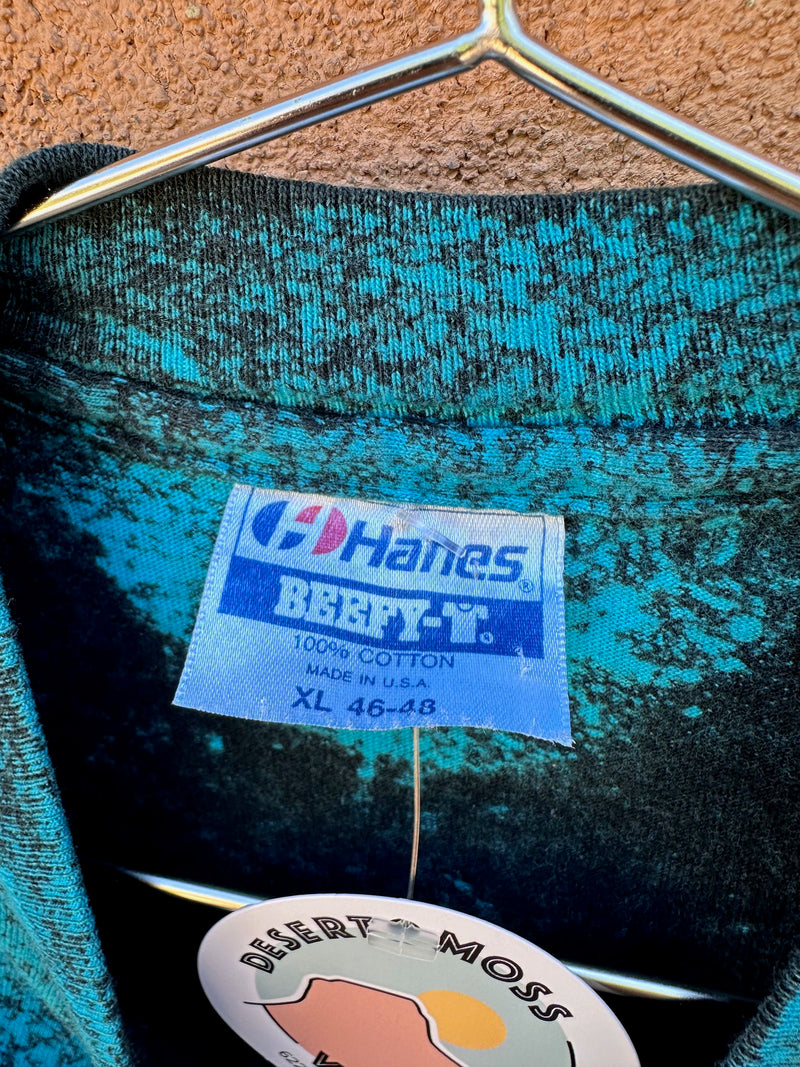 Hanes®
BEEFY-T®
100% COTTON
MADE IN U.S.A.
XL 46-48
DESERT MOSS